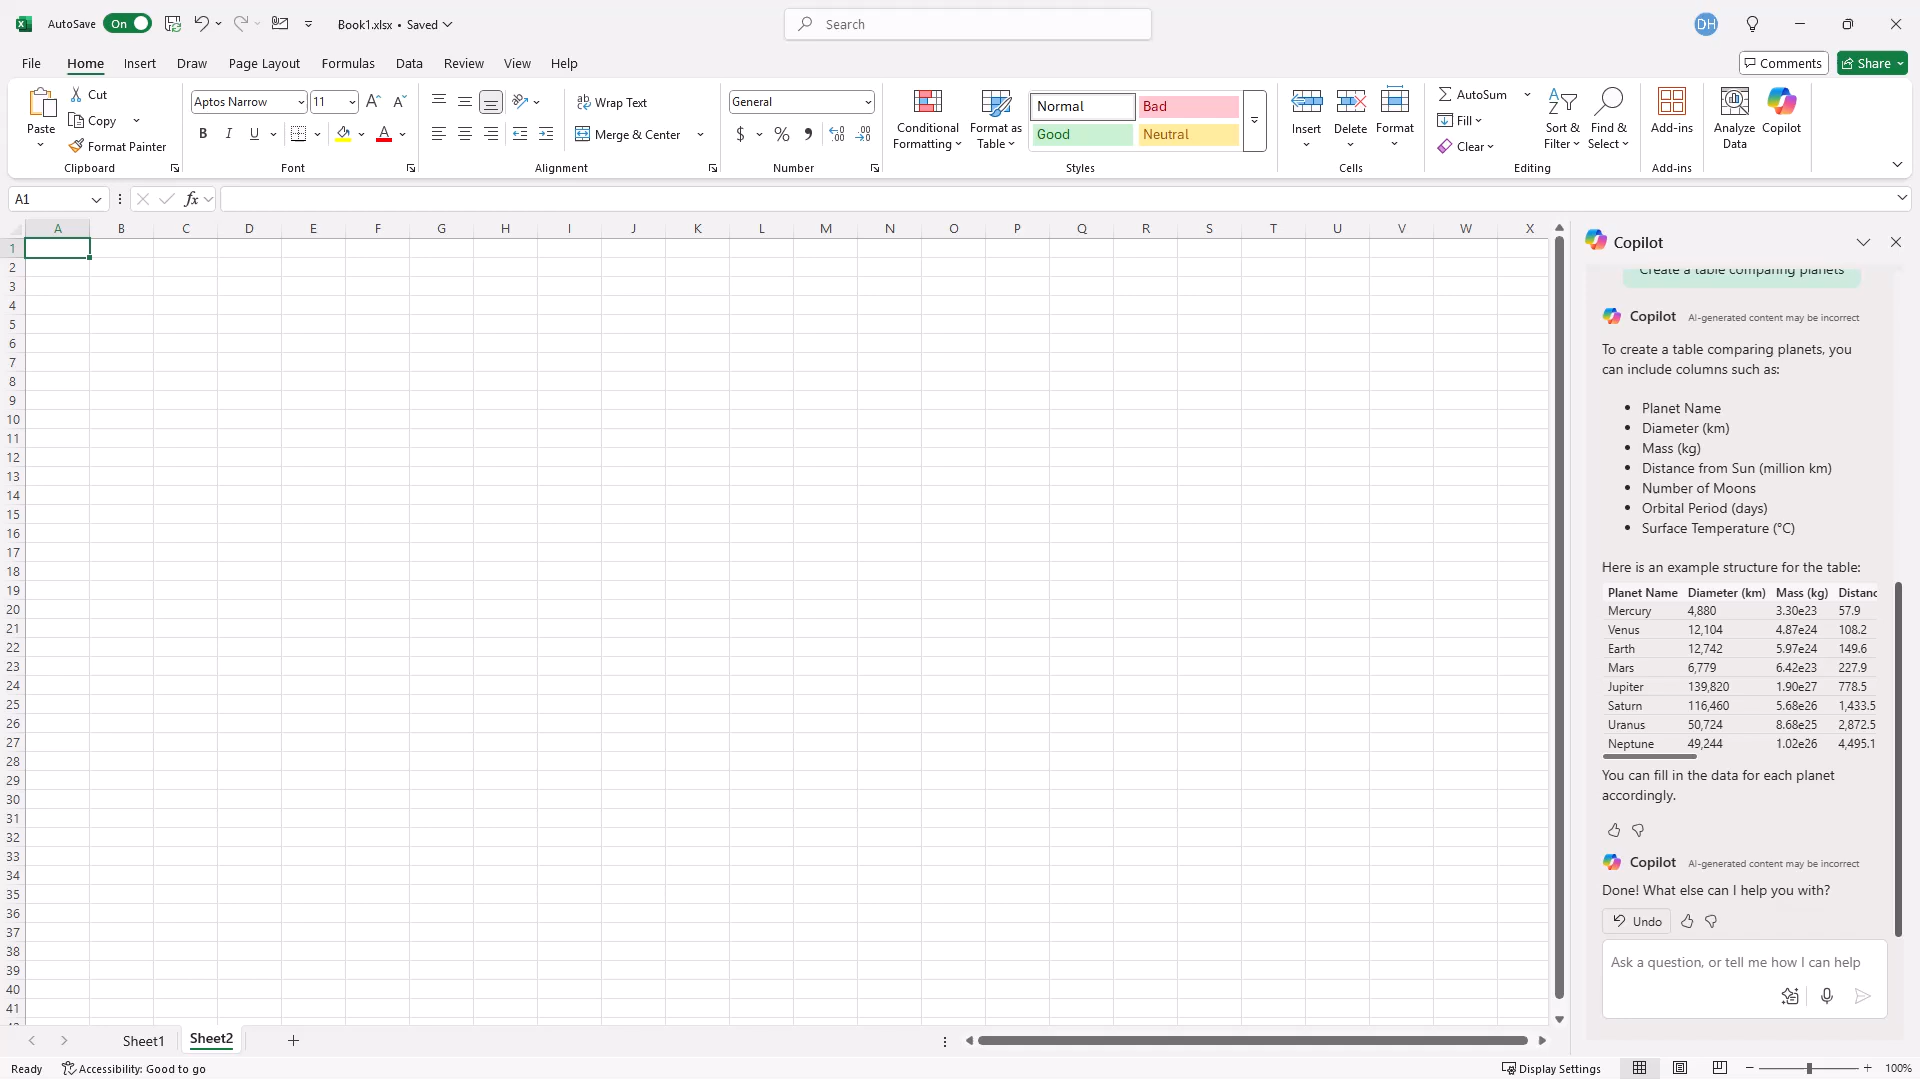 AutoSave On Book1.xlsx • Saved Search DH
File Home Insert Draw Page Layout Formulas Data Review View Help Comments Share
Paste Cut Copy Format Painter
Clipboard
Aptos Narrow 11
B I U A
Font
Wrap Text
Merge & Center
Alignment
General
$ % ,
Number
Conditional Formatting
Format as Table
Normal Bad
Good Neutral
Styles
Insert Delete Format
Cells
AutoSum
Fill
Clear
Sort & Filter
Find & Select
Editing
Add-ins
Add-ins
Analyze Data
Copilot
A1 fx
A B C D E F G H I J K L M N O P Q R S T U V W X
1
2
3
4
5
6
7
8
9
10
11
12
13
14
15
16
17
18
19
20
21
22
23
24
25
26
27
28
29
30
31
32
33
34
35
36
37
38
39
40
41
Copilot
Create a table comparing planets
Copilot AI-generated content may be incorrect
To create a table comparing planets, you
can include columns such as:
• Planet Name
• Diameter (km)
• Mass (kg)
• Distance from Sun (million km)
• Number of Moons
• Orbital Period (days)
• Surface Temperature (°C)
Here is an example structure for the table:
Planet Name Diameter (km) Mass (kg) Distanc
Mercury 4,880 3.30e23 57.9
Venus 12,104 4.87e24 108.2
Earth 12,742 5.97e24 149.6
Mars 6,779 6.42e23 227.9
Jupiter 139,820 1.90e27 778.5
Saturn 116,460 5.68e26 1,433.5
Uranus 50,724 8.68e25 2,872.5
Neptune 49,244 1.02e26 4,495.1
You can fill in the data for each planet
accordingly.
Copilot AI-generated content may be incorrect
Done! What else can I help you with?
Undo
Ask a question, or tell me how I can help
Sheet1 Sheet2
Ready Accessibility: Good to go Display Settings 100%